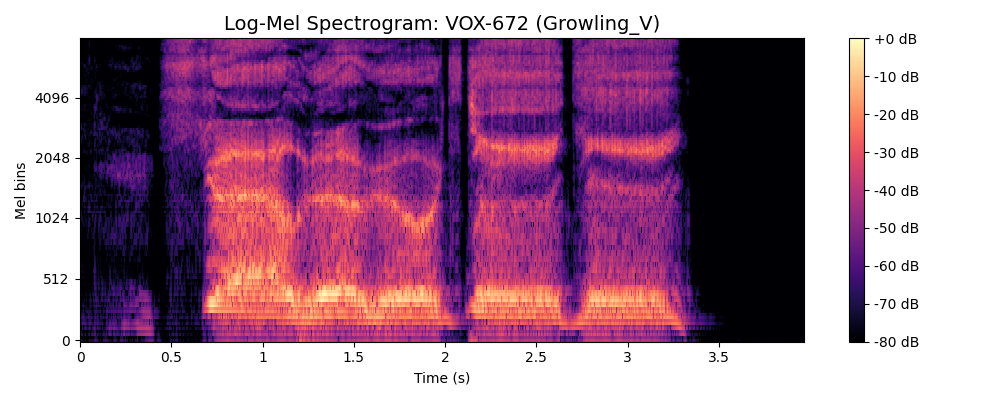 Log-Mel Spectrogram: VOX-672 (Growling_V)
+0 dB
-10 dB
-20 dB
-30 dB
-40 dB
-50 dB
-60 dB
-70 dB
-80 dB
Mel bins
4096
2048
1024
512
0
0 0.5 1 1.5 2 2.5 3 3.5
Time (s)